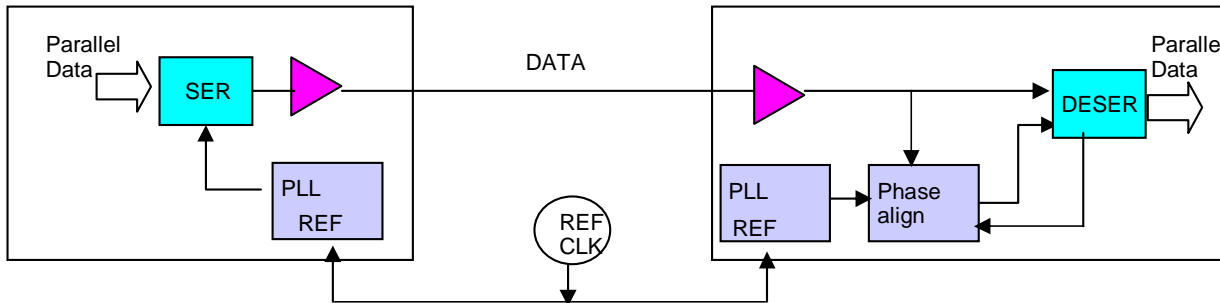 Parallel
Data
SER
DATA
Paralle
Data
DESER
PLL
REF
REF
CLK
PLL
REF
Phase
align